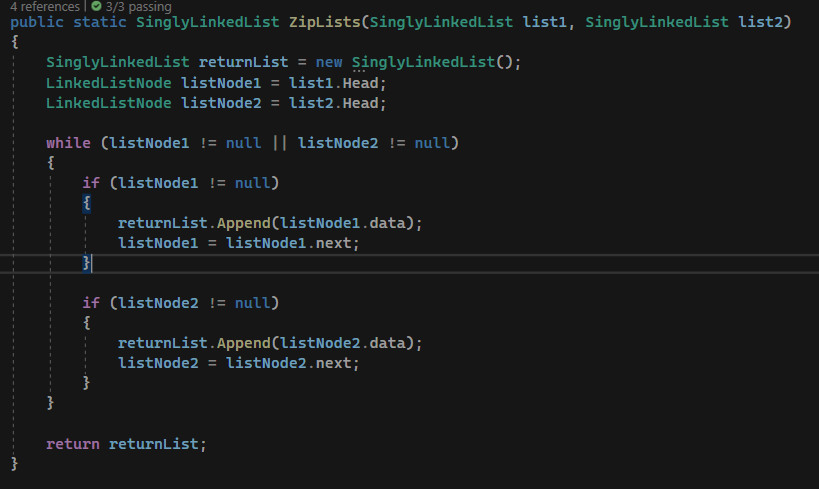 4 references | 3/3 passing
public static SinglyLinkedList ZipLists(SinglyLinkedList list1, SinglyLinkedList list2)
{
    SinglyLinkedList returnList = new SinglyLinkedList();
    LinkedListNode listNode1 = list1.Head;
    LinkedListNode listNode2 = list2.Head;

    while (listNode1 != null || listNode2 != null)
    {
        if (listNode1 != null)
        {
            returnList.Append(listNode1.data);
            listNode1 = listNode1.next;
        }

        if (listNode2 != null)
        {
            returnList.Append(listNode2.data);
            listNode2 = listNode2.next;
        }
    }

    return returnList;
}